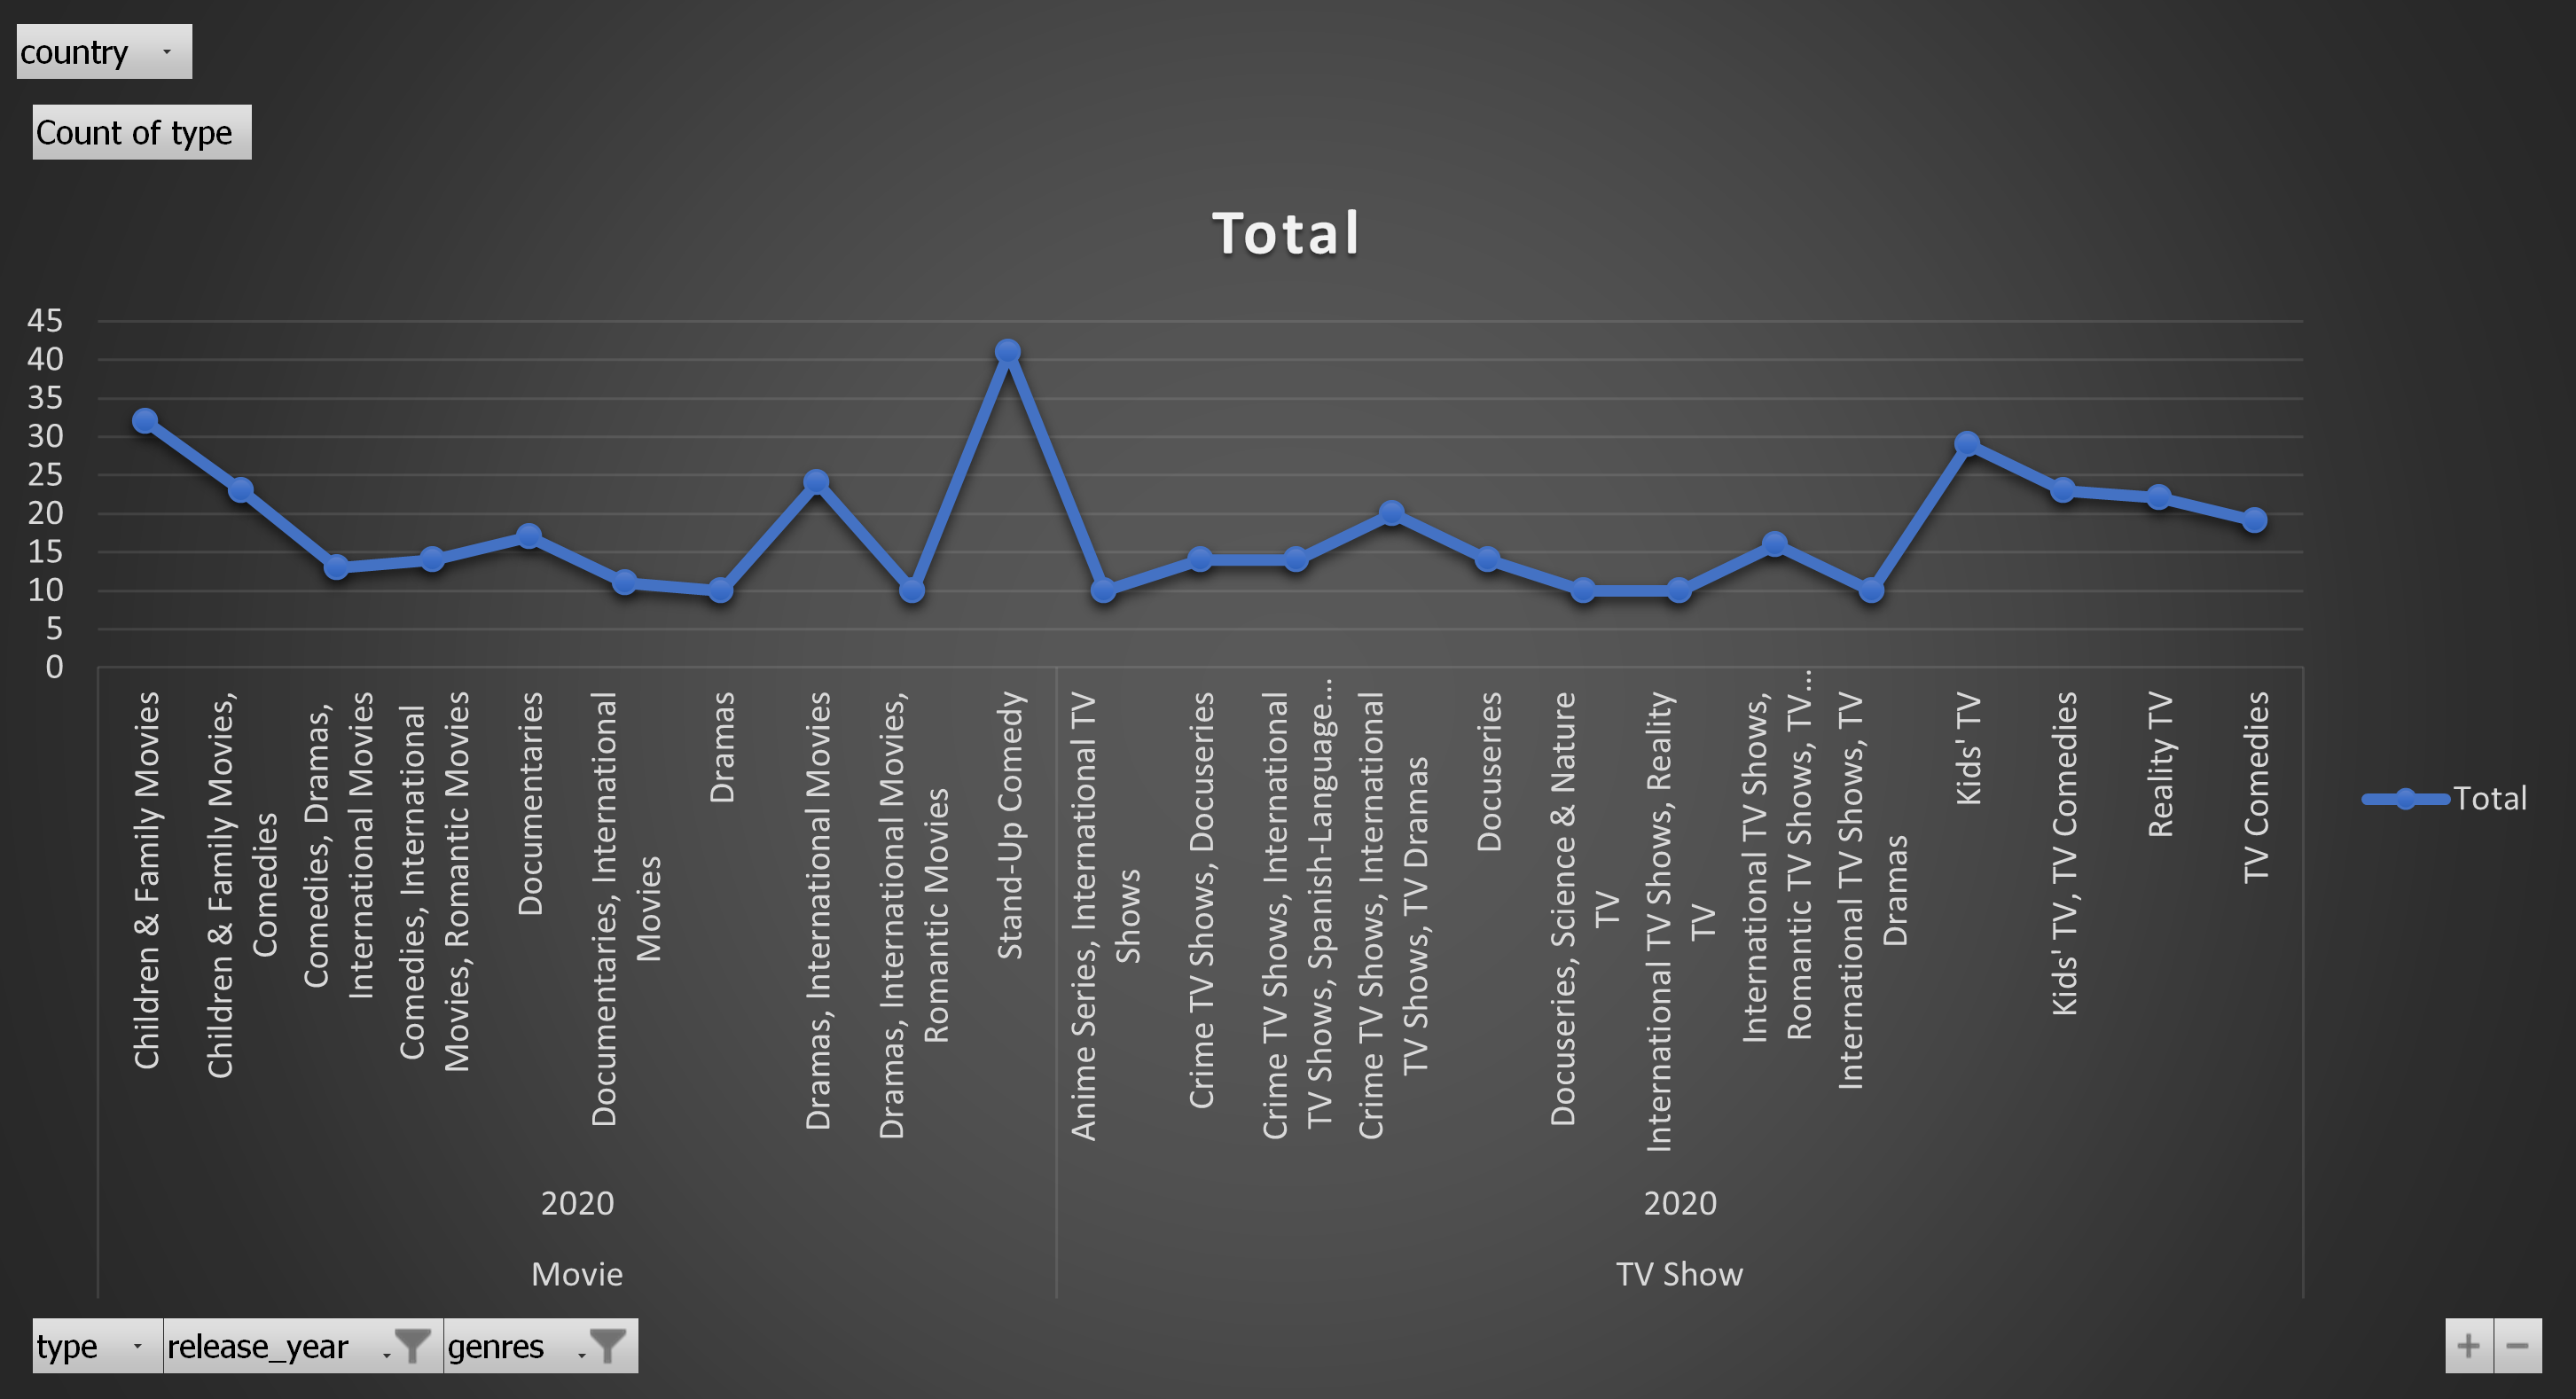 country
Count of type
Total
45
40
35
30
25
20
15
10
5
0
Children & Family Movies
Children & Family Movies,
Comedies
Comedies, Dramas,
International Movies
Comedies, International
Movies, Romantic Movies
Documentaries
Documentaries, International
Movies
Dramas
Dramas, International Movies
Dramas, International Movies,
Romantic Movies
Stand-Up Comedy
Anime Series, International TV
Shows
Crime TV Shows, Docuseries
Crime TV Shows, International
TV Shows, Spanish-Language...
Crime TV Shows, International
TV Shows, TV Dramas
Docuseries
Docuseries, Science & Nature
TV
International TV Shows, Reality
TV
International TV Shows,
Romantic TV Shows, TV...
International TV Shows, TV
Dramas
Kids' TV
Kids' TV, TV Comedies
Reality TV
TV Comedies
Total
2020
2020
Movie
TV Show
type
release_year
genres
+
−